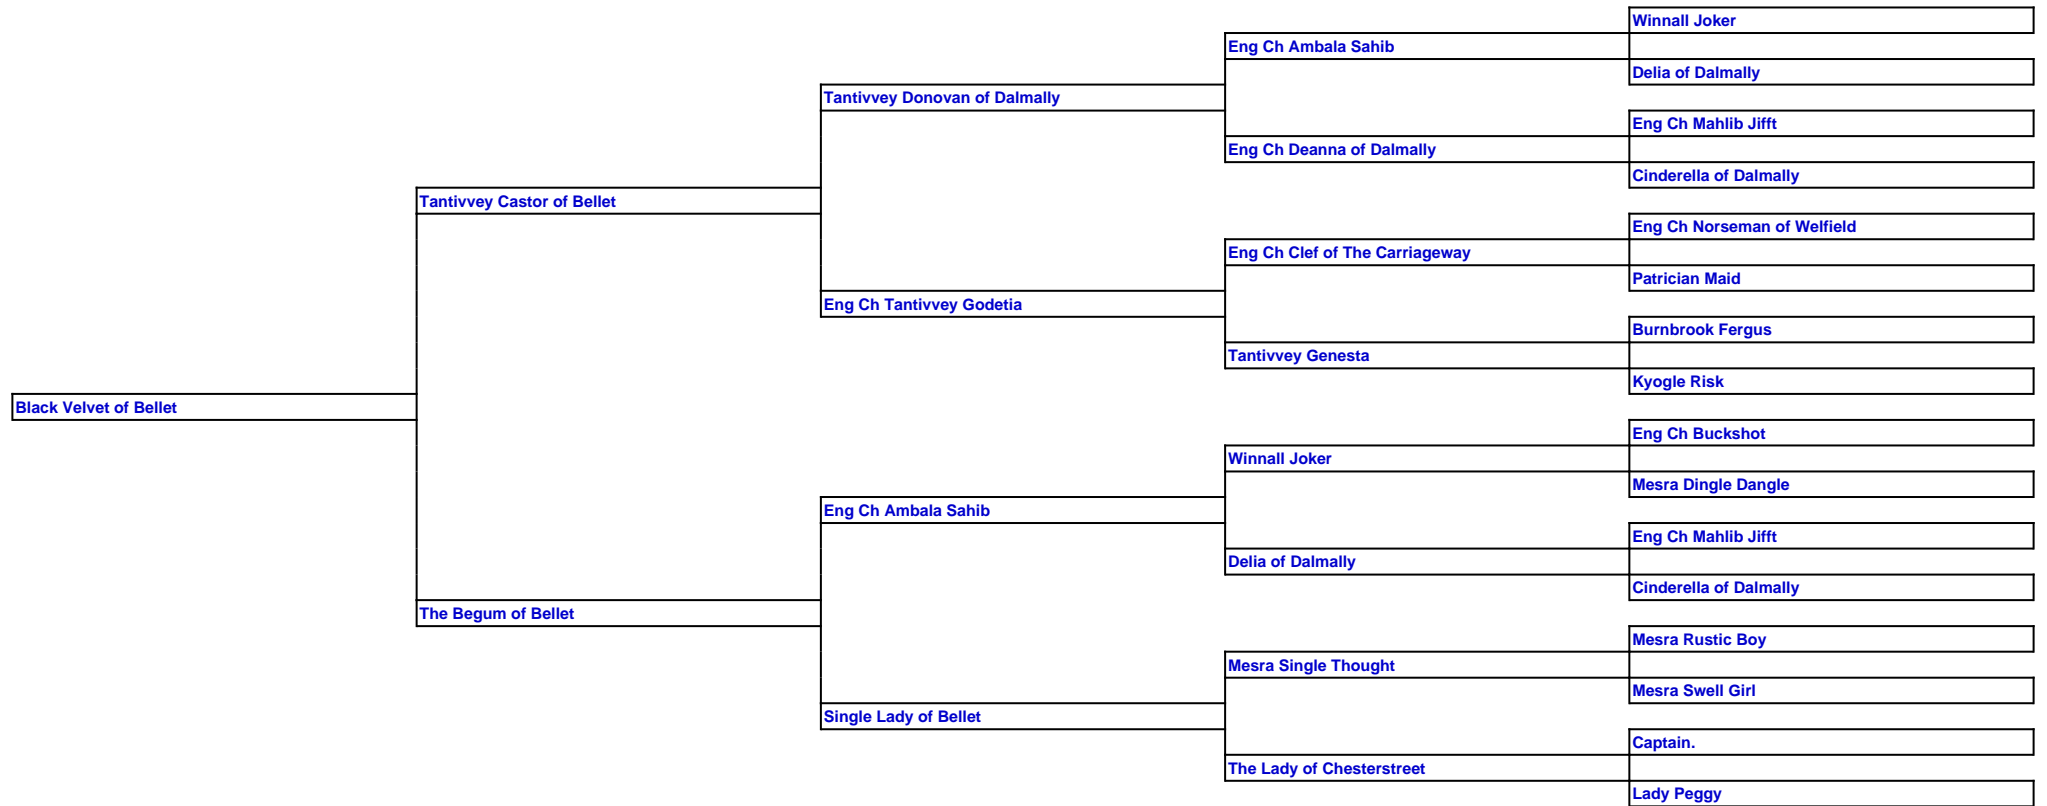 Winnall Joker
Eng Ch Ambala Sahib
Delia of Dalmally
Tantivvey Donovan of Dalmally
Eng Ch Mahlib Jifft
Eng Ch Deanna of Dalmally
Cinderella of Dalmally
Tantivvey Castor of Bellet
Eng Ch Norseman of Welfield
Eng Ch Clef of The Carriageway
Patrician Maid
Eng Ch Tantivvey Godetia
Burnbrook Fergus
Tantivvey Genesta
Kyogle Risk
Black Velvet of Bellet
Eng Ch Buckshot
Winnall Joker
Mesra Dingle Dangle
Eng Ch Ambala Sahib
Eng Ch Mahlib Jifft
Delia of Dalmally
Cinderella of Dalmally
The Begum of Bellet
Mesra Rustic Boy
Mesra Single Thought
Mesra Swell Girl
Single Lady of Bellet
Captain.
The Lady of Chesterstreet
Lady Peggy